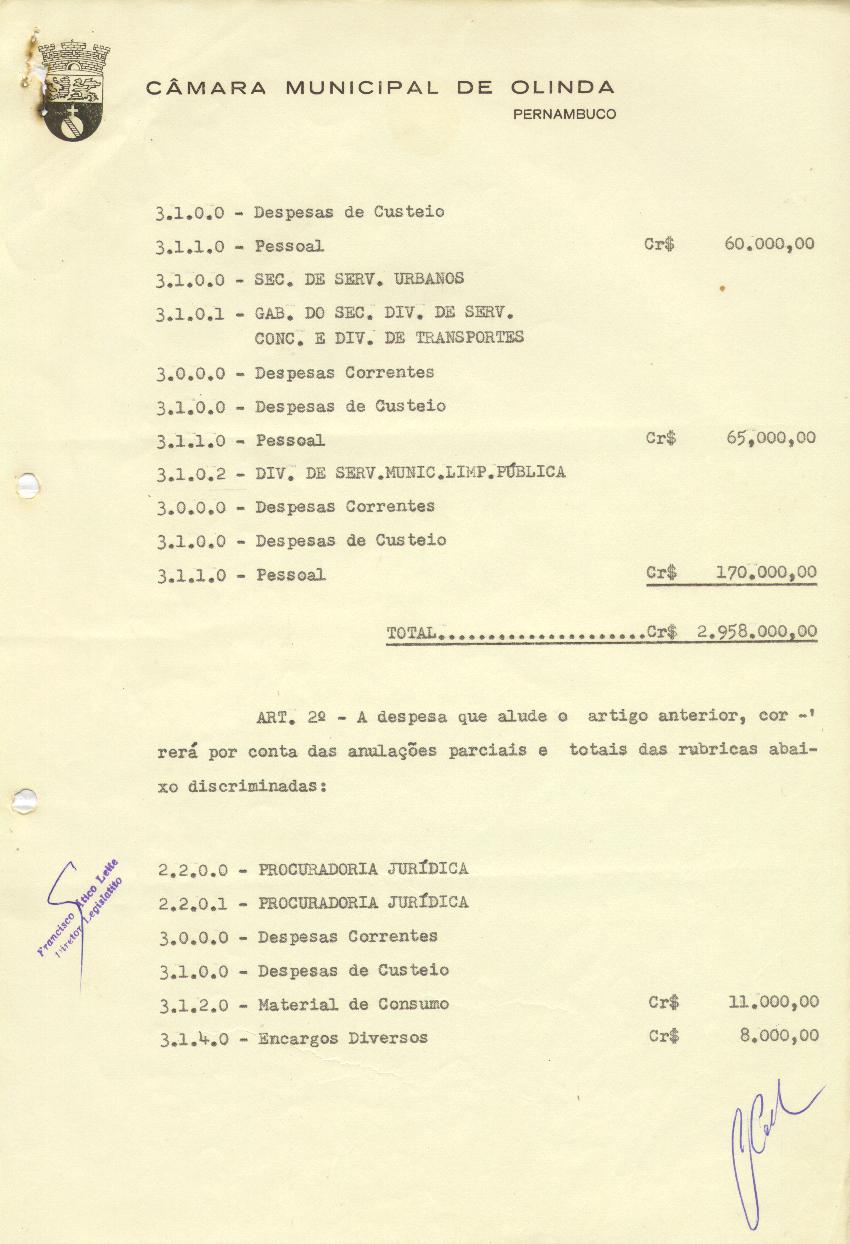 CÂMARA MUNICIPAL DE OLINDA
PERNAMBUCO
3.1.0.0 - Despesas de Custeio
3.1.1.0 - Pessoal Cr$ 60.000,00
3.1.0.0 - SEC. DE SERV. URBANOS
3.1.0.1 - GAB. DO SEC. DIV. DE SERV.
CONC. E DIV. DE TRANSPORTES
3.0.0.0 - Despesas Correntes
3.1.0.0 - Despesas de Custeio
3.1.1.0 - Pessoal Cr$ 65,000,00
3.1.0.2 - DIV. DE SERV.MUNIC.LIMP.PÚBLICA
3.0.0.0 - Despesas Correntes
3.1.0.0 - Despesas de Custeio
3.1.1.0 - Pessoal Cr$ 170.000,00
TOTAL.....................Cr$ 2.958.000,00
ART. 2º - A despesa que alude o artigo anterior, cor -'
rerá por conta das anulações parciais e totais das rubricas abai-
xo discriminadas:
2.2.0.0 - PROCURADORIA JURÍDICA
2.2.0.1 - PROCURADORIA JURÍDICA
3.0.0.0 - Despesas Correntes
3.1.0.0 - Despesas de Custeio
3.1.2.0 - Material de Consumo Cr$ 11.000,00
3.1.4.0 - Encargos Diversos Cr$ 8.000,00
Francisco Leite
Diretor Legislativo